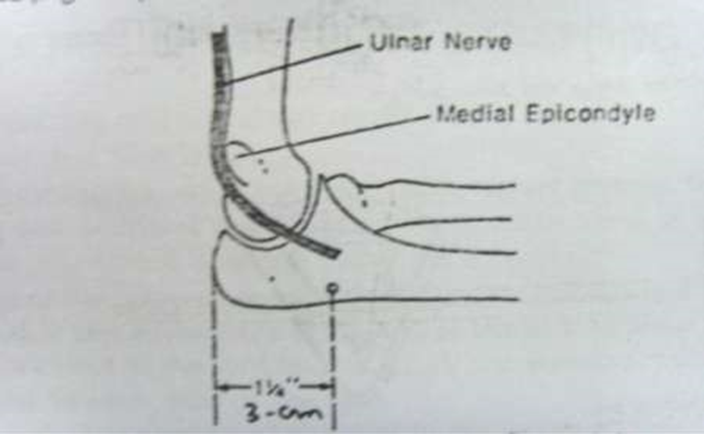 Ulnar Nerve
Medial Epicondyle
1¼"
3-cm